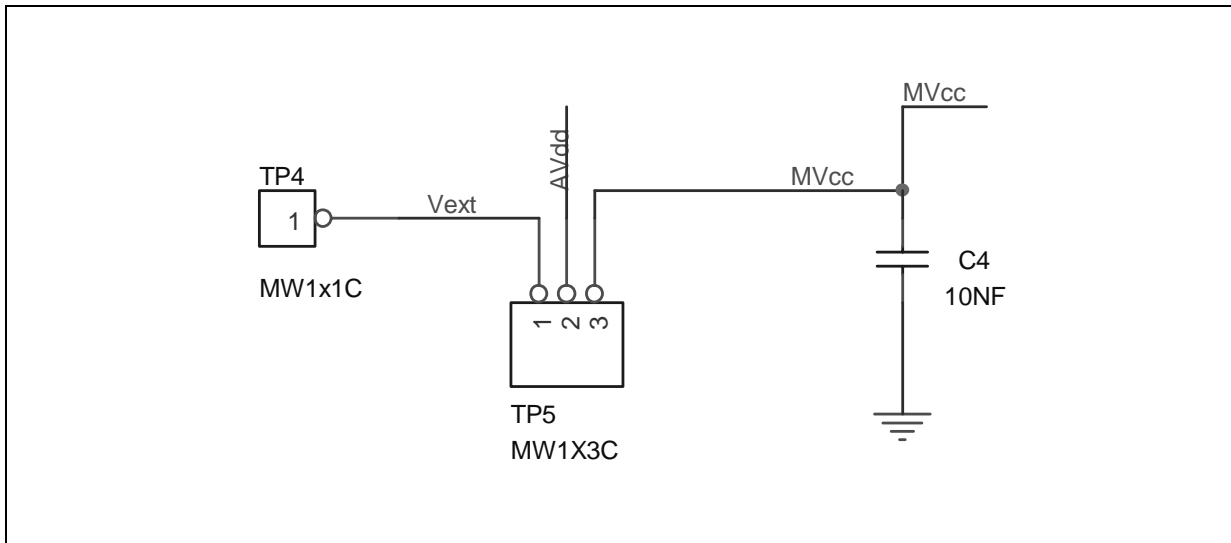 MVcc
AVdd
TP4
MVcc
1
Vext
C4
MW1x1C
10NF
1
2
3
TP5
MW1X3C